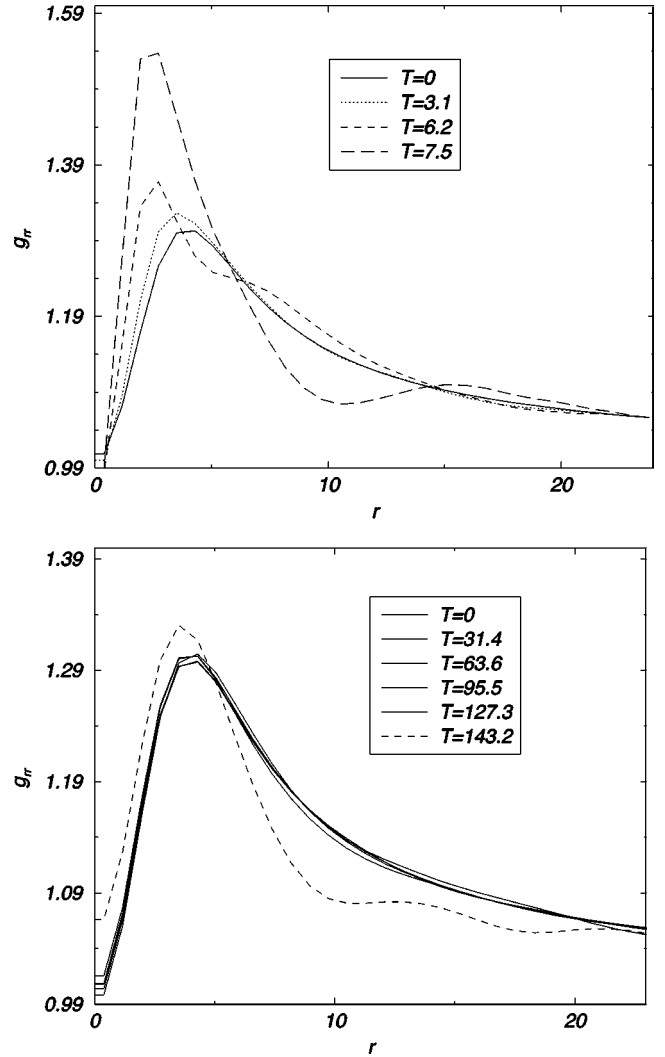 1.59
1.39
1.19
0.99
g_rr
T=0
T=3.1
T=6.2
T=7.5
0 10 20
r
1.39
1.29
1.19
1.09
0.99
g_rr
T=0
T=31.4
T=63.6
T=95.5
T=127.3
T=143.2
0 10 20
r